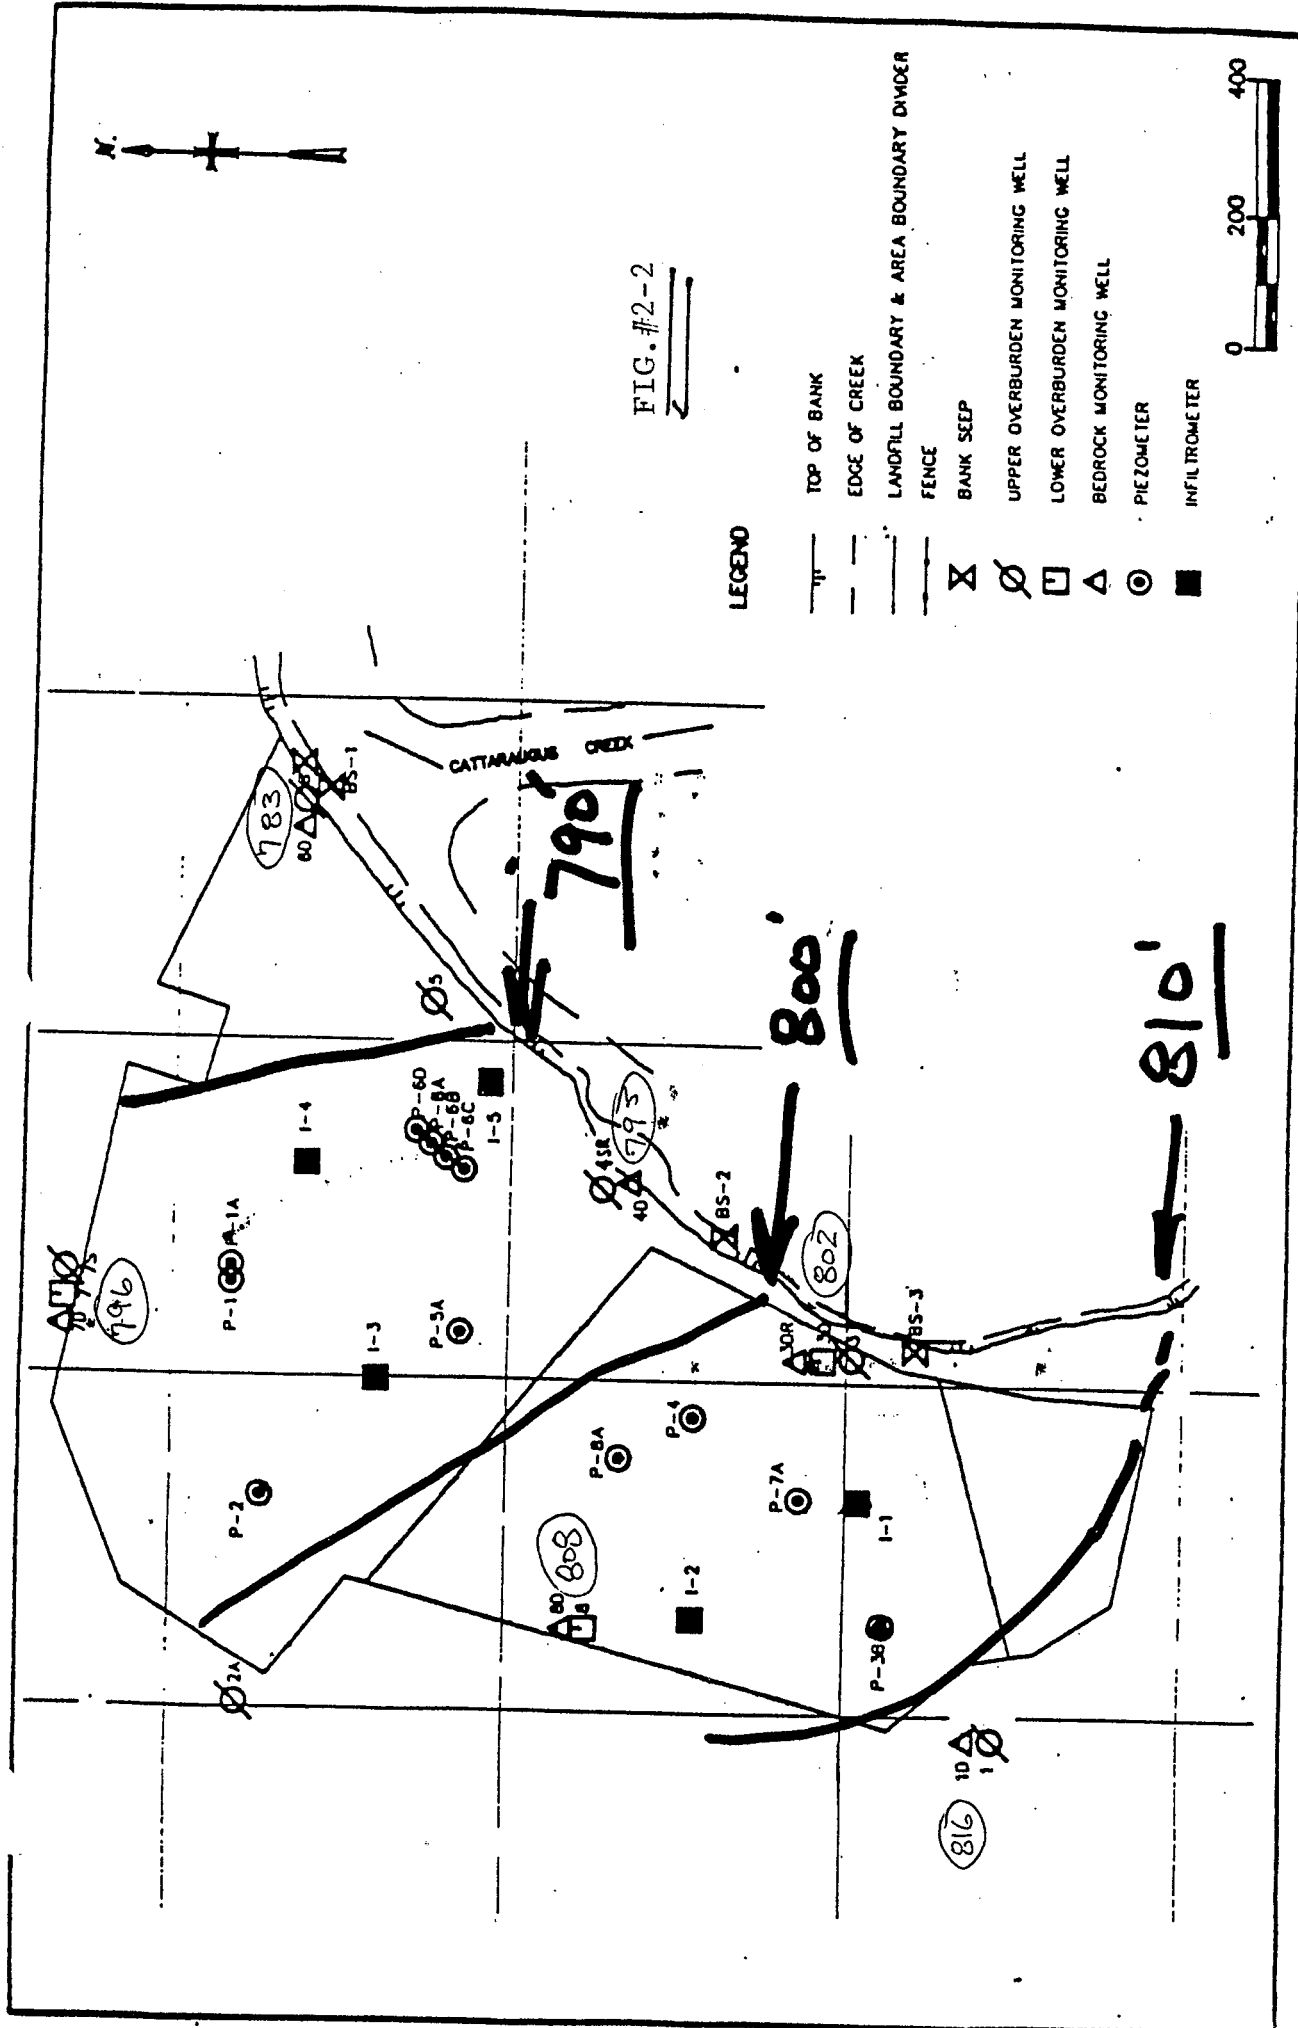 N.
FIG.#2-2
LEGEND
TOP OF BANK
EDGE OF CREEK
LANDFILL BOUNDARY & AREA BOUNDARY DIVIDER
FENCE
BANK SEEP
UPPER OVERBURDEN MONITORING WELL
LOWER OVERBURDEN MONITORING WELL
BEDROCK MONITORING WELL
PIEZOMETER
INFILTROMETER
0 200 400
CATTARAUGUS CREEK
790'
800'
810'
783
6D
BS-1
5
I-4
P-6D
P-6A
P-6B
P-6C
I-5
793
4SR
4D
BS-2
802
3DR
BS-3
796
7D
7S
P-1
P-1A
I-3
P-5A
P-2
P-8A
P-4
P-7A
I-1
808
8D
8
I-2
P-3B
2A
1D
1
816